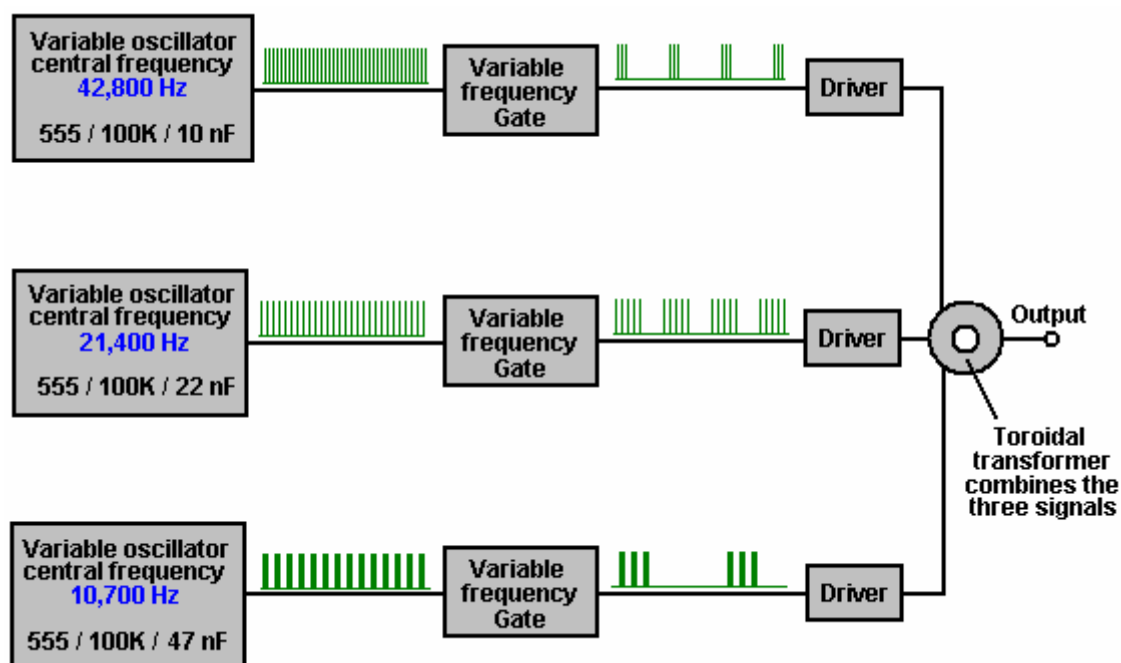 Variable oscillator
central frequency
42,800 Hz
555 / 100K / 10 nF
Variable
frequency
Gate
Driver
Variable oscillator
central frequency
21,400 Hz
555 / 100K / 22 nF
Variable
frequency
Gate
Driver
Output
Toroidal
transformer
combines the
three signals
Variable oscillator
central frequency
10,700 Hz
555 / 100K / 47 nF
Variable
frequency
Gate
Driver